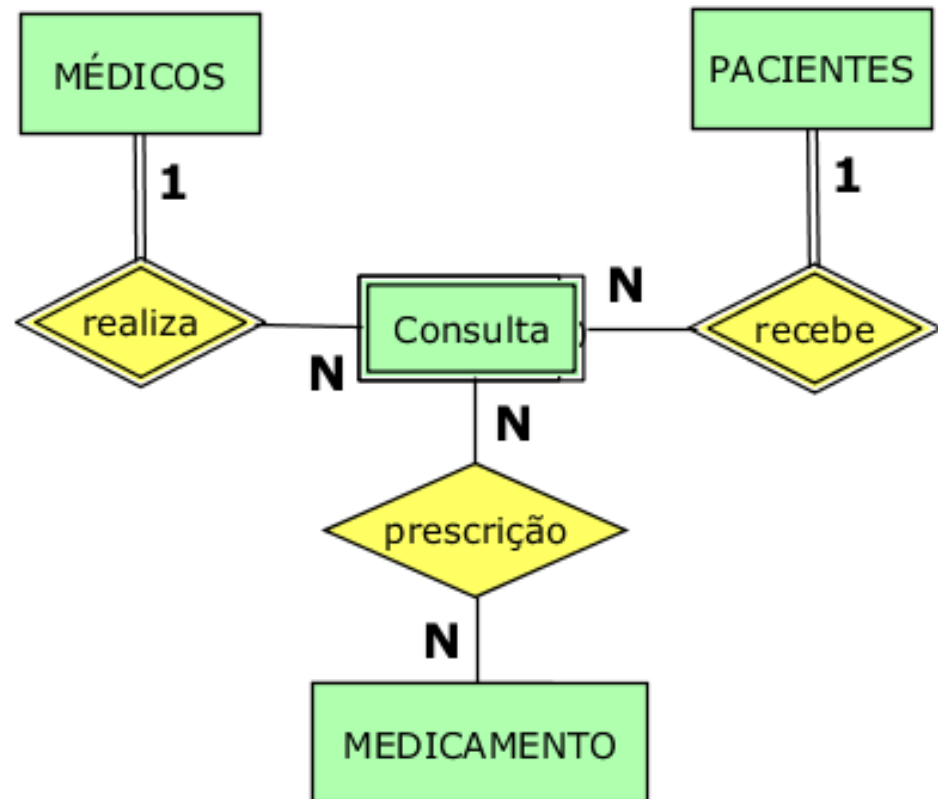 MÉDICOS
PACIENTES
1
1
realiza
N
Consulta
N
recebe
N
prescrição
N
MEDICAMENTO